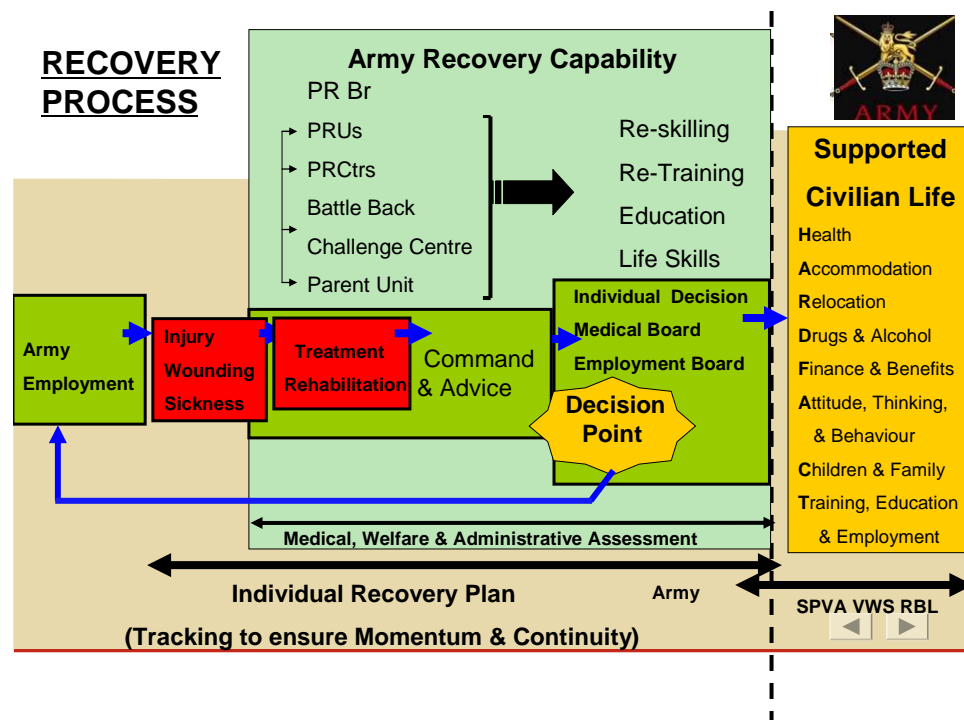 RECOVERY
PROCESS
Army Recovery Capability
PR Br
PRUs
PRCtrs
Battle Back
Challenge Centre
Parent Unit
Re-skilling
Re-Training
Education
Life Skills
ARMY
Supported
Civilian Life
Health
Accommodation
Relocation
Drugs & Alcohol
Finance & Benefits
Attitude, Thinking,
& Behaviour
Children & Family
Training, Education
& Employment
Army
Employment
Injury
Wounding
Sickness
Treatment
Rehabilitation
Command
& Advice
Individual Decision
Medical Board
Employment Board
Decision
Point
Medical, Welfare & Administrative Assessment
Individual Recovery Plan
Army
(Tracking to ensure Momentum & Continuity)
SPVA VWS RBL